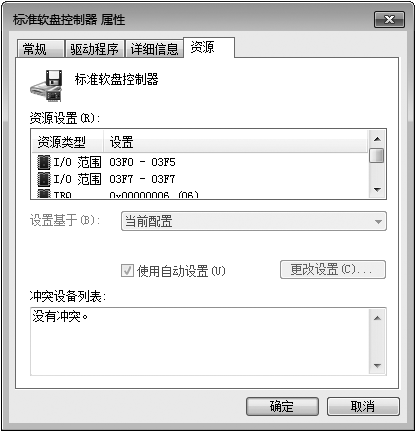 标准软盘控制器 属性
常规 驱动程序 详细信息 资源
标准软盘控制器
资源设置(R):
资源类型 设置
I/O 范围 03F0 - 03F5
I/O 范围 03F7 - 03F7
IRQ 0x00000006 (06)
设置基于(B): 当前配置
使用自动设置(U) 更改设置(C)...
冲突设备列表:
没有冲突。
确定 取消